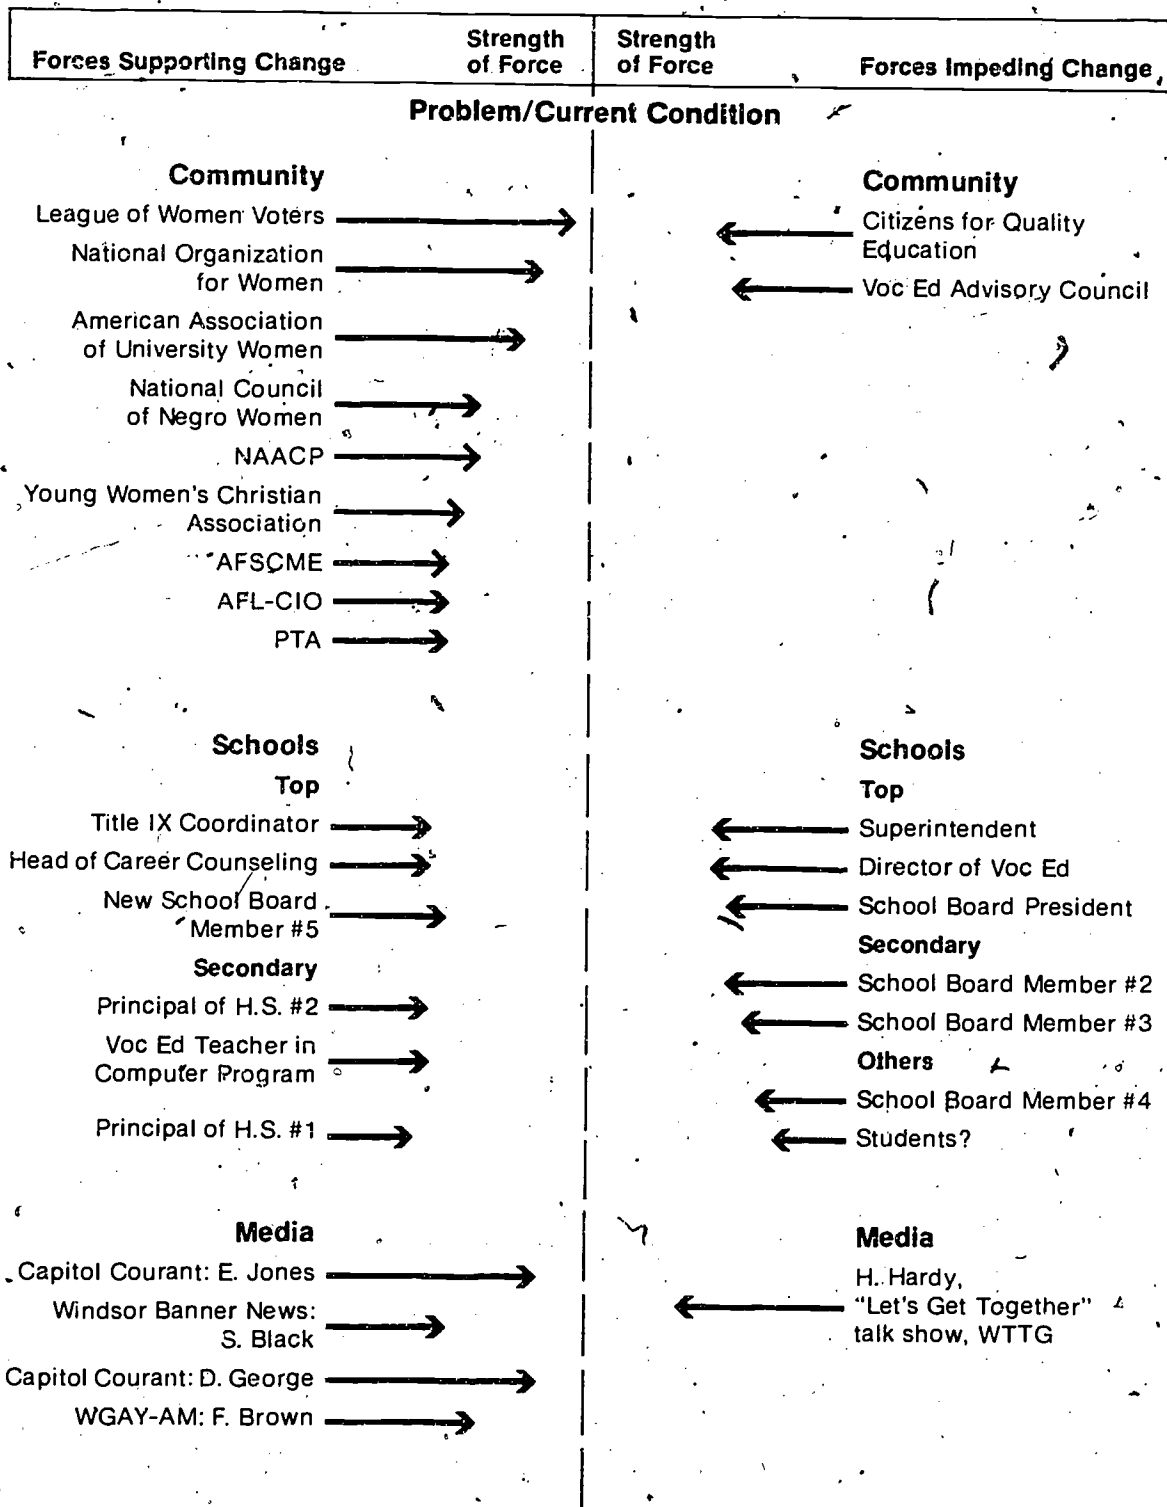 Forces Supporting Change
Strength
of Force
Strength
of Force
Forces Impeding Change
Problem/Current Condition
Community
League of Women Voters
National Organization
for Women
American Association
of University Women
National Council
of Negro Women
NAACP
Young Women's Christian
Association
AFSCME
AFL-CIO
PTA
Community
Citizens for Quality
Education
Voc Ed Advisory Council
Schools
Top
Title IX Coordinator
Head of Career Counseling
New School Board
Member #5
Secondary
Principal of H.S. #2
Voc Ed Teacher in
Computer Program
Principal of H.S. #1
Schools
Top
Superintendent
Director of Voc Ed
School Board President
Secondary
School Board Member #2
School Board Member #3
Others
School Board Member #4
Students?
Media
Capitol Courant: E. Jones
Windsor Banner News:
S. Black
Capitol Courant: D. George
WGAY-AM: F. Brown
Media
H. Hardy,
"Let's Get Together"
talk show, WTTG